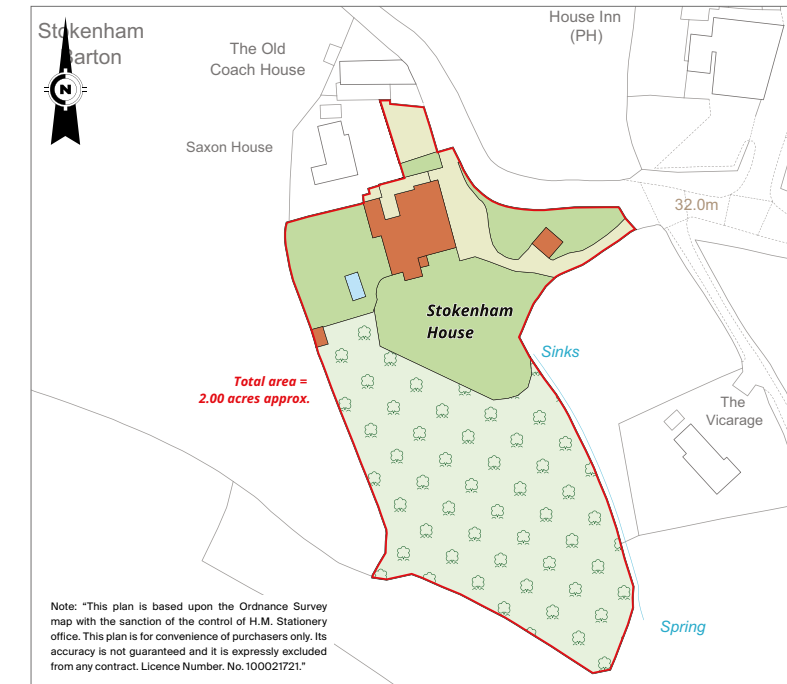 Stokenham
Barton
The Old
Coach House
House Inn
(PH)
N
Saxon House
32.0m
Stokenham
House
Sinks
Total area =
2.00 acres approx.
The
Vicarage
Note: “This plan is based upon the Ordnance Survey
map with the sanction of the control of H.M. Stationery
office. This plan is for convenience of purchasers only. Its
accuracy is not guaranteed and it is expressly excluded
from any contract. Licence Number. No. 100021721.”
Spring